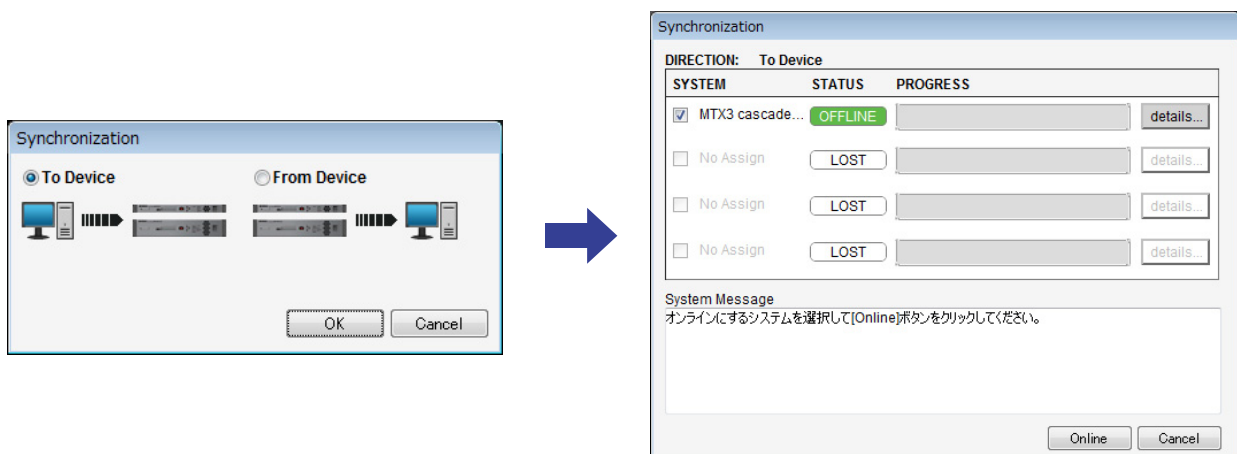 Synchronization
To Device
From Device
OK
Cancel
Synchronization
DIRECTION: To Device
SYSTEM STATUS PROGRESS
MTX3 cascade... OFFLINE details...
No Assign LOST details...
No Assign LOST details...
No Assign LOST details...
System Message
オンラインにするシステムを選択して[Online]ボタンをクリックしてください。
Online
Cancel